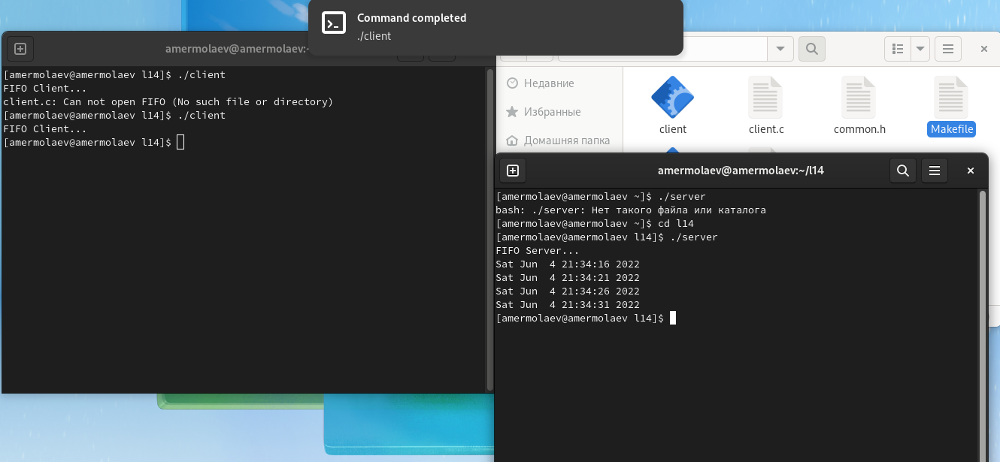 Command completed
./client
amermolaev@amermolaev:~
[amermolaev@amermolaev l14]$ ./client
FIFO Client...
client.c: Can not open FIFO (No such file or directory)
[amermolaev@amermolaev l14]$ ./client
FIFO Client...
[amermolaev@amermolaev l14]$
Недавние
Избранные
Домашняя папка
client
client.c
common.h
Makefile
amermolaev@amermolaev:~/l14
[amermolaev@amermolaev ~]$ ./server
bash: ./server: Нет такого файла или каталога
[amermolaev@amermolaev ~]$ cd l14
[amermolaev@amermolaev l14]$ ./server
FIFO Server...
Sat Jun  4 21:34:16 2022
Sat Jun  4 21:34:21 2022
Sat Jun  4 21:34:26 2022
Sat Jun  4 21:34:31 2022
[amermolaev@amermolaev l14]$